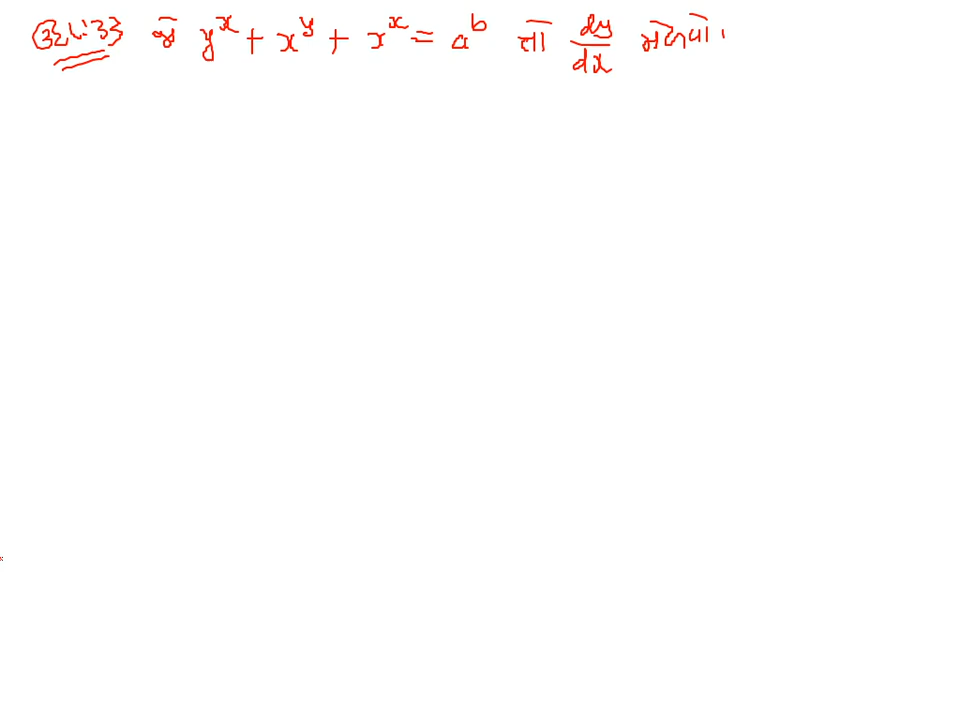 ઉદા:33 જો y^x + x^y + x^x = a^b તો dy/dx મેળવો.